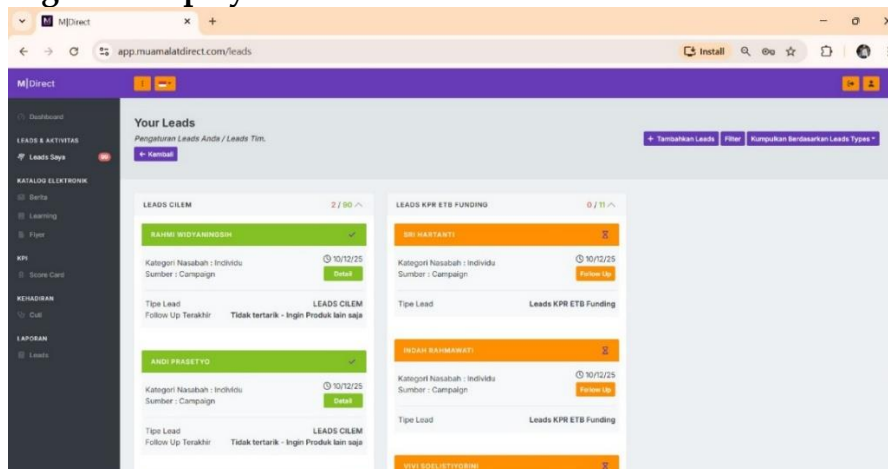 M|Direct
app.muamalatdirect.com/leads
Install
M|Direct
Dashboard
LEADS & AKTIVITAS
Leads Saya
KATALOG ELEKTRONIK
Berita
Learning
Flyer
KPI
Score Card
KEHADIRAN
Cuti
LAPORAN
Leads
Your Leads
Pengaturan Leads Anda / Leads Tim.
← Kembali
+ Tambahkan Leads
Filter
Kumpulkan Berdasarkan Leads Types
LEADS CILEM 2 / 90
RAHMI WIDYANINGSIH
Kategori Nasabah : Individu 10/12/25
Sumber : Campaign Detail
Tipe Lead LEADS CILEM
Follow Up Terakhir Tidak tertarik - Ingin Produk lain saja
ANDI PRASETYO
Kategori Nasabah : Individu 10/12/25
Sumber : Campaign Detail
Tipe Lead LEADS CILEM
Follow Up Terakhir Tidak tertarik - Ingin Produk lain saja
LEADS KPR ETB FUNDING 0 / 11
SRI HARTANTI
Kategori Nasabah : Individu 10/12/25
Sumber : Campaign Follow Up
Tipe Lead Leads KPR ETB Funding
INDAH RAHMAWATI
Kategori Nasabah : Individu 10/12/25
Sumber : Campaign Follow Up
Tipe Lead Leads KPR ETB Funding
VIVI SOELISTIYORINI